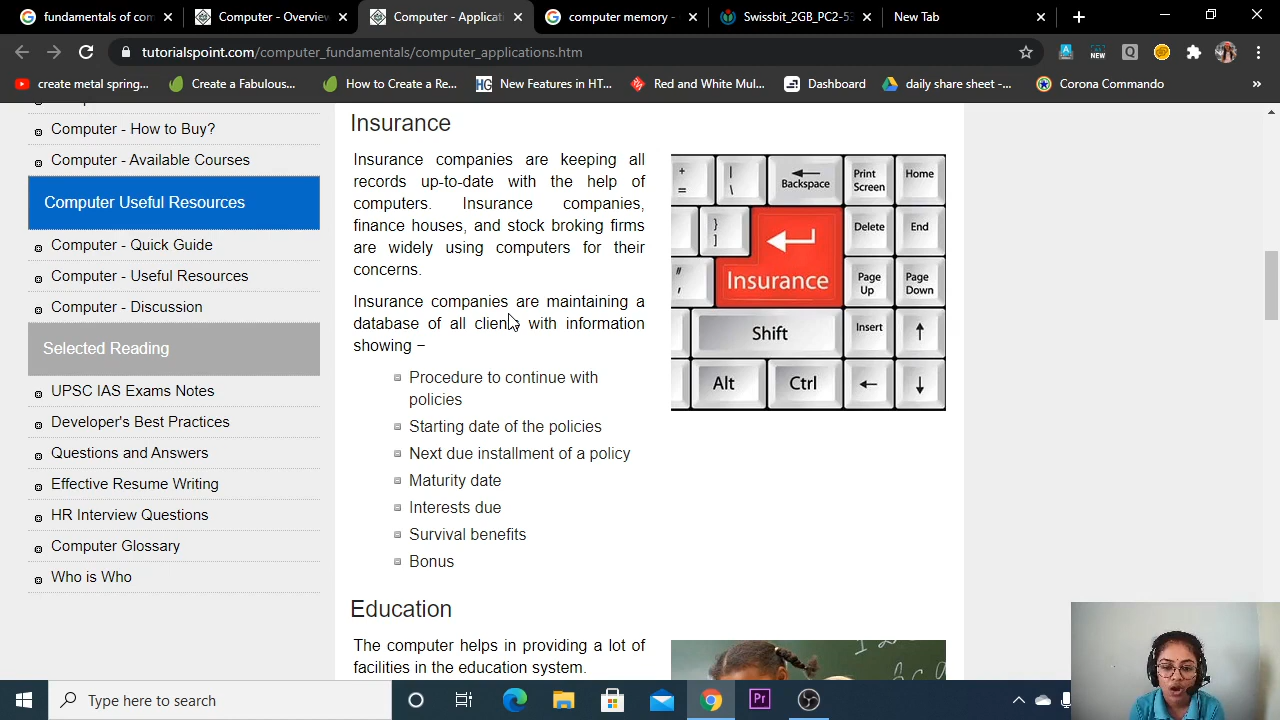 fundamentals of com
Computer - Overvie
Computer - Applicati
computer memory -
Swissbit_2GB_PC2-53
New Tab
tutorialspoint.com/computer_fundamentals/computer_applications.htm
NEW
create metal spring...
Create a Fabulous...
How to Create a Re...
HG New Features in HT...
Red and White Mul...
Dashboard
daily share sheet -...
Corona Commando
»
Computer - How to Buy?
Computer - Available Courses
Computer Useful Resources
Computer - Quick Guide
Computer - Useful Resources
Computer - Discussion
Selected Reading
UPSC IAS Exams Notes
Developer's Best Practices
Questions and Answers
Effective Resume Writing
HR Interview Questions
Computer Glossary
Who is Who
Insurance
Insurance companies are keeping all
records up-to-date with the help of
computers. Insurance companies,
finance houses, and stock broking firms
are widely using computers for their
concerns.
Insurance companies are maintaining a
database of all clients with information
showing −
Procedure to continue with
policies
Starting date of the policies
Next due installment of a policy
Maturity date
Interests due
Survival benefits
Bonus
+
=
|
\
Backspace
Print
Screen
Home
}
]
Delete
End
Insurance
"
,
Page
Up
Page
Down
Shift
Insert
Alt
Ctrl
Education
The computer helps in providing a lot of
facilities in the education system.
Type here to search
Pr